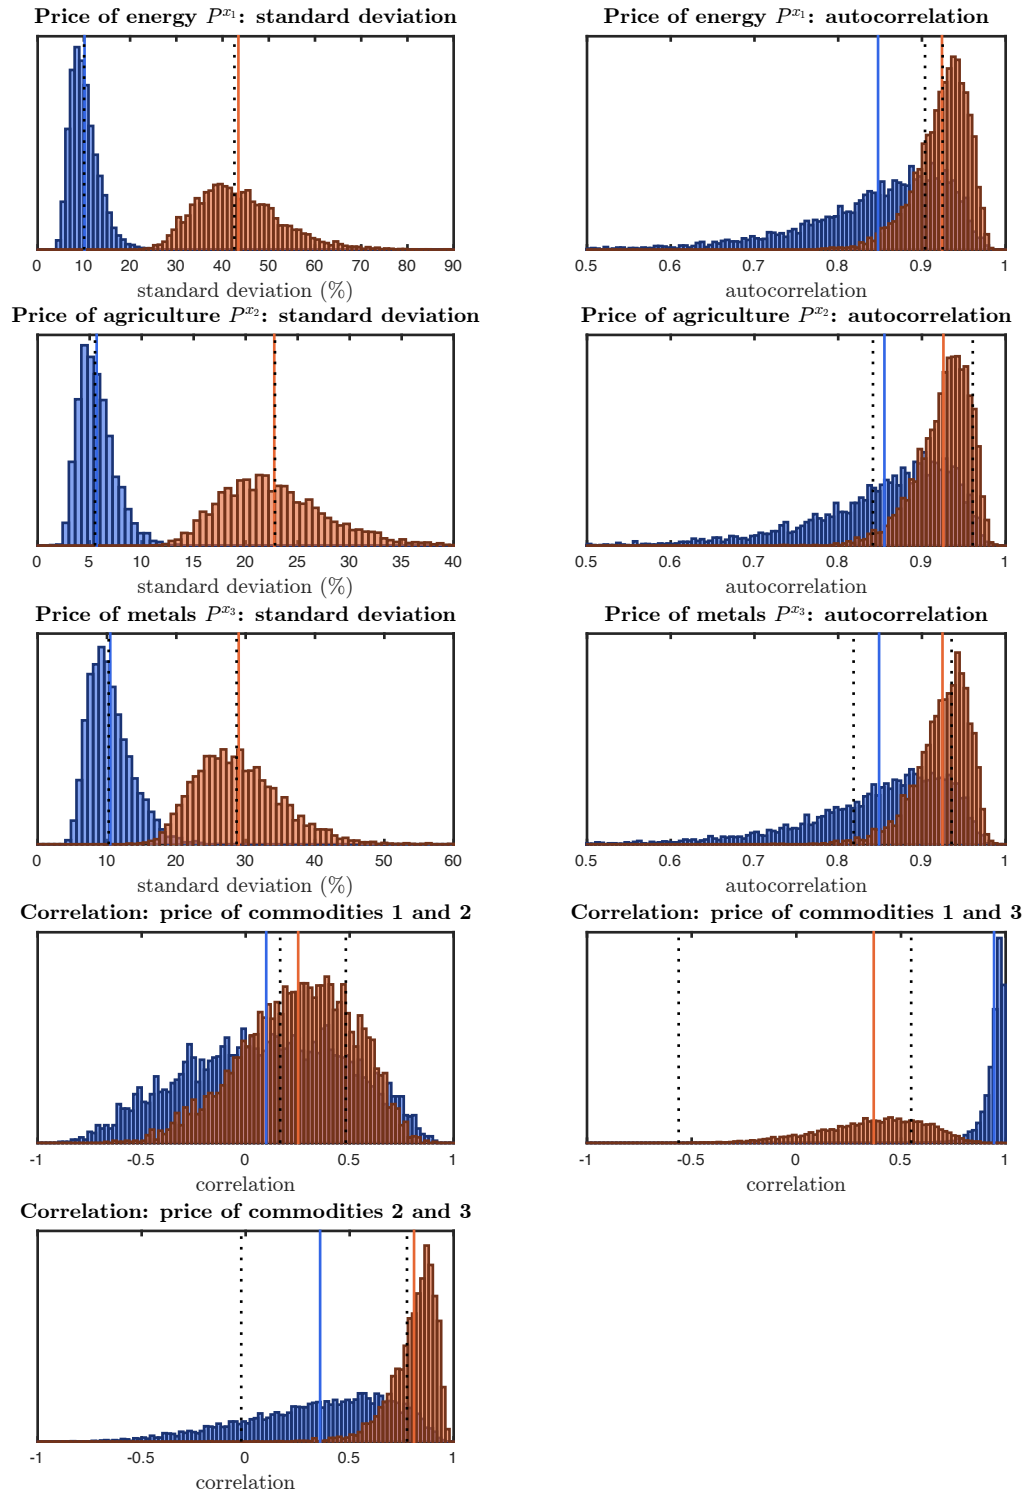 Price of energy P^{x_1}: standard deviation
0 10 20 30 40 50 60 70 80 90
standard deviation (%)
Price of energy P^{x_1}: autocorrelation
0.5 0.6 0.7 0.8 0.9 1
autocorrelation
Price of agriculture P^{x_2}: standard deviation
0 5 10 15 20 25 30 35 40
standard deviation (%)
Price of agriculture P^{x_2}: autocorrelation
0.5 0.6 0.7 0.8 0.9 1
autocorrelation
Price of metals P^{x_3}: standard deviation
0 10 20 30 40 50 60
standard deviation (%)
Price of metals P^{x_3}: autocorrelation
0.5 0.6 0.7 0.8 0.9 1
autocorrelation
Correlation: price of commodities 1 and 2
-1 -0.5 0 0.5 1
correlation
Correlation: price of commodities 1 and 3
-1 -0.5 0 0.5 1
correlation
Correlation: price of commodities 2 and 3
-1 -0.5 0 0.5 1
correlation